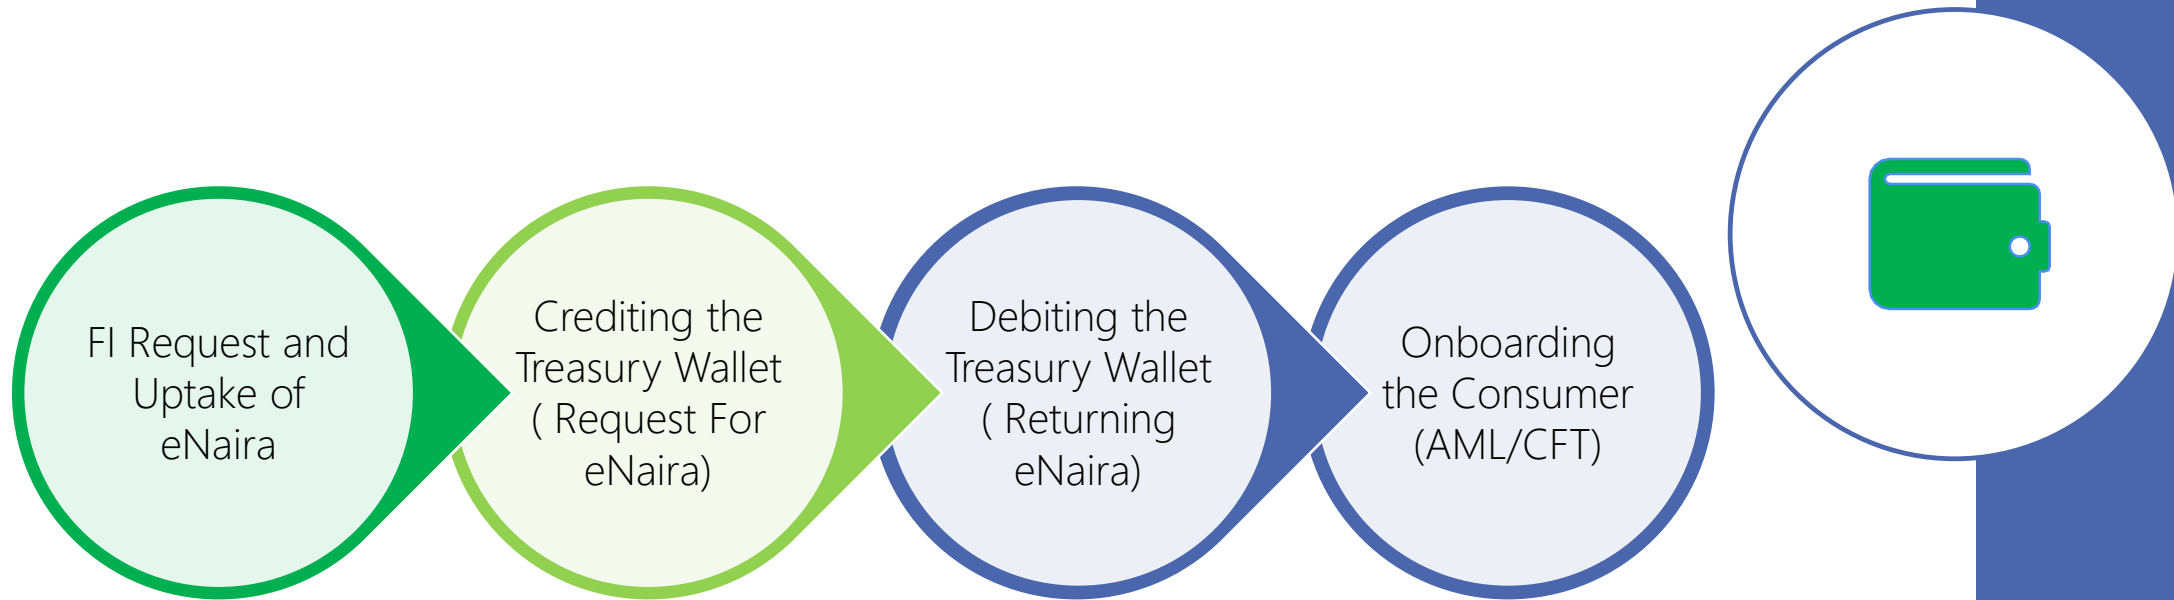 FI Request and
Uptake of
eNaira
Crediting the
Treasury Wallet
( Request For
eNaira)
Debiting the
Treasury Wallet
( Returning
eNaira)
Onboarding
the Consumer
(AML/CFT)